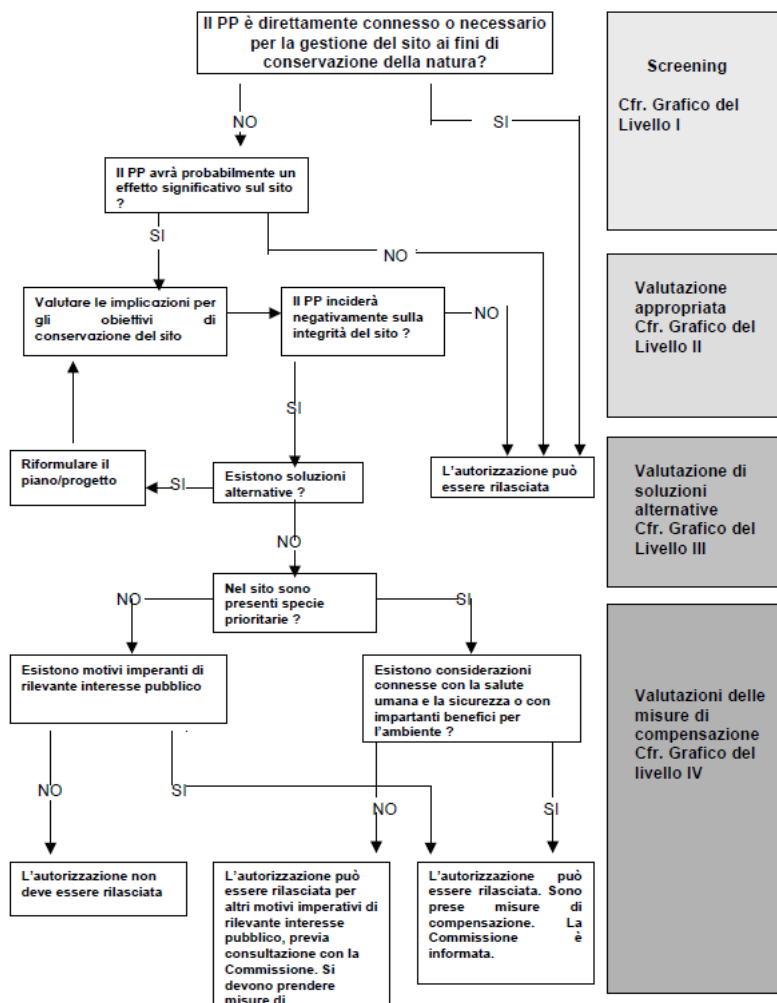 Il PP è direttamente connesso o necessario
per la gestione del sito ai fini di
conservazione della natura?
Screening
Cfr. Grafico del
Livello I
NO
SI
Il PP avrà probabilmente un
effetto significativo sul sito
?
SI
NO
Valutare le implicazioni per
gli obiettivi di
conservazione del sito
Il PP inciderà
negativamente sulla
integrità del sito ?
NO
Valutazione
appropriata
Cfr. Grafico del
Livello II
SI
Riformulare il
piano/progetto
SI
Esistono soluzioni
alternative ?
L'autorizzazione può
essere rilasciata
Valutazione di
soluzioni
alternative
Cfr. Grafico del
Livello III
NO
Nel sito sono
presenti specie
prioritarie ?
NO
SI
Esistono motivi imperanti di
rilevante interesse pubblico
Esistono considerazioni
connesse con la salute
umana e la sicurezza o con
impartanti benefici per
l'ambiente ?
Valutazioni delle
misure di
compensazione
Cfr. Grafico del
livello IV
NO
SI
NO
SI
L'autorizzazione non
deve essere rilasciata
L'autorizzazione può
essere rilasciata per
altri motivi imperativi di
rilevante interesse
pubblico, previa
consultazione con la
Commissione. Si
devono prendere
misure di
L'autorizzazione può
essere rilasciata. Sono
prese misure di
compensazione. La
Commissione è
informata.